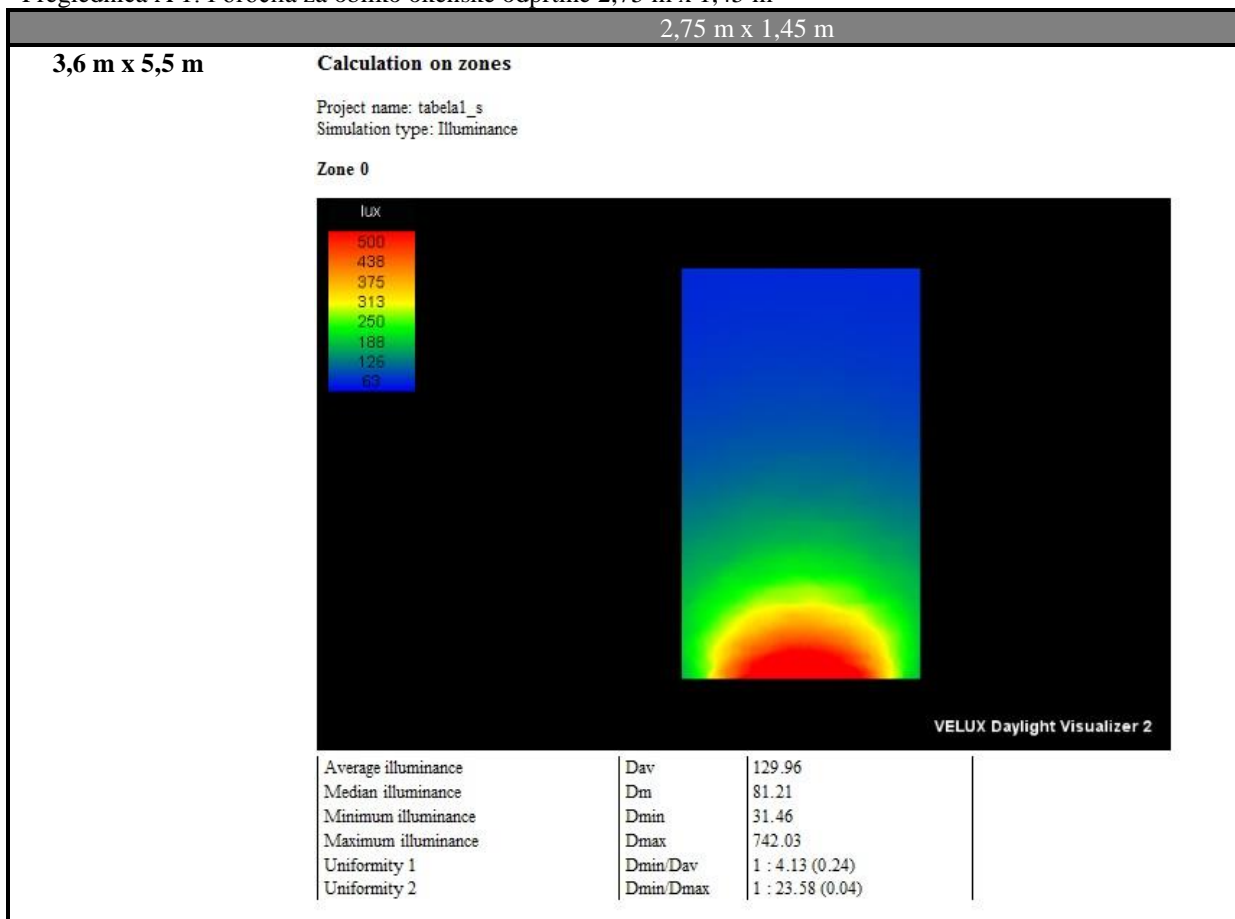 2,75 m x 1,45 m
3,6 m x 5,5 m
Calculation on zones
Project name: tabela1_s
Simulation type: Illuminance
Zone 0
lux
500
438
375
313
250
188
126
63
VELUX Daylight Visualizer 2
Average illuminance Dav 129.96
Median illuminance Dm 81.21
Minimum illuminance Dmin 31.46
Maximum illuminance Dmax 742.03
Uniformity 1 Dmin/Dav 1 : 4.13 (0.24)
Uniformity 2 Dmin/Dmax 1 : 23.58 (0.04)